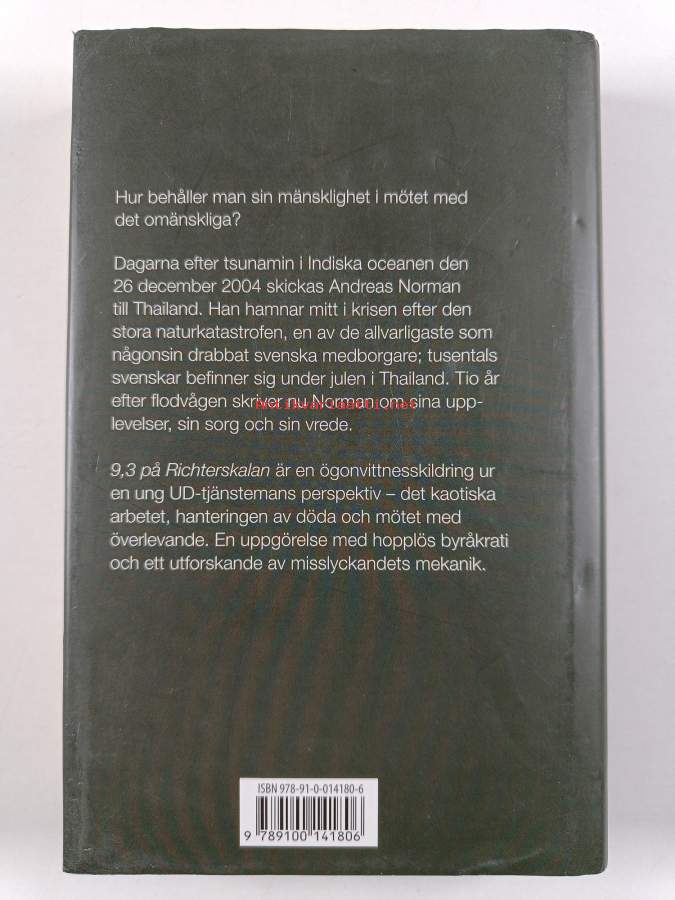 Hur behåller man sin mänsklighet i mötet med
det omänskliga?
Dagarna efter tsunamin i Indiska oceanen den
26 december 2004 skickas Andreas Norman
till Thailand. Han hamnar mitt i krisen efter den
stora naturkatastrofen, en av de allvarligaste som
någonsin drabbat svenska medborgare; tusentals
svenskar befinner sig under julen i Thailand. Tio år
efter flodvågen skriver nu Norman om sina upp-
levelser, sin sorg och sin vrede.
Antikvariaatti.net
9,3 på Richterskalan är en ögonvittnesskildring ur
en ung UD-tjänstemans perspektiv – det kaotiska
arbetet, hanteringen av döda och mötet med
överlevande. En uppgörelse med hopplös byråkrati
och ett utforskande av misslyckandets mekanik.
ISBN 978-91-0-014180-6
9 789100 141806